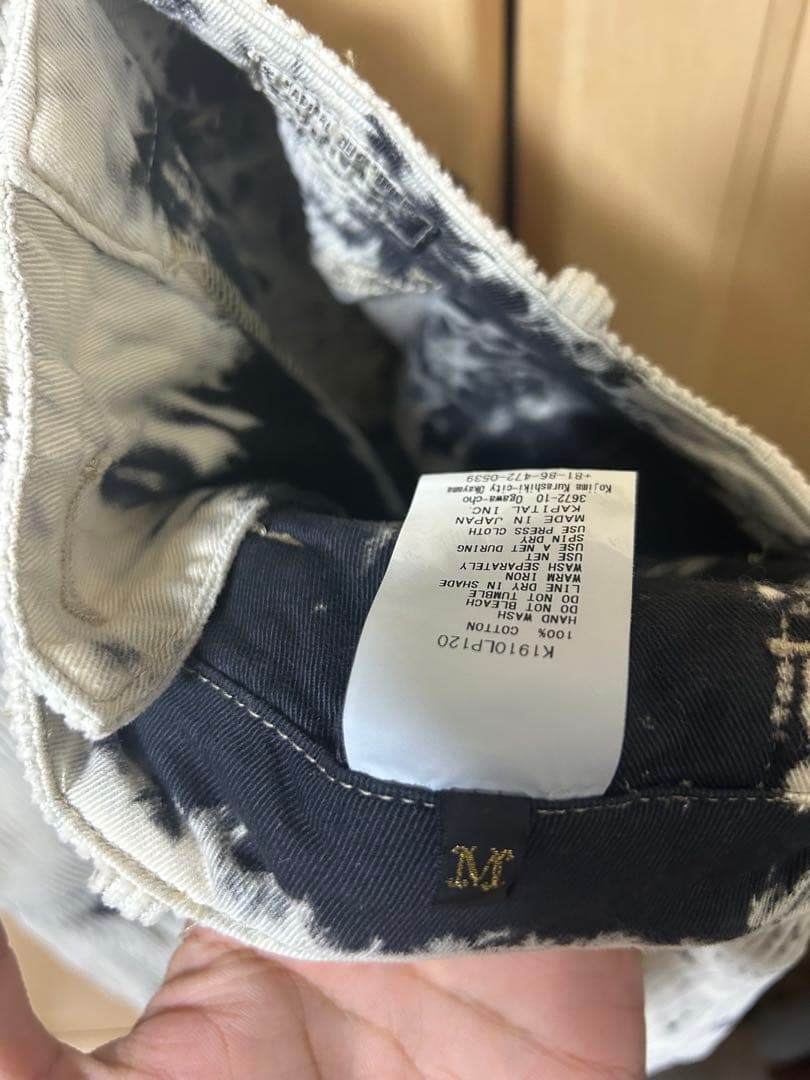 K1910LP120
100% COTTON
HAND WASH
DO NOT BLEACH
DO NOT TUMBLE
LINE DRY IN SHADE
WARM IRON
WASH SEPARATELY
USE NET
USE A NET DURING
SPIN DRY
USE PRESS CLOTH
MADE IN JAPAN
KAPITAL INC.
3672-10 Ogawa-cho
Kojima Kurashiki-city Okayama
+81-86-472-0539
M